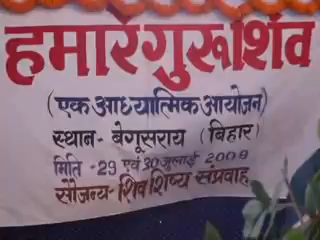 हमारे गुरू शिव
(एक आध्यात्मिक आयोजन)
स्थान- बेगूसराय (बिहार)
मिति -29 एवं 30 जुलाई 2009
सौजन्य- शिव शिष्य संप्रवाह